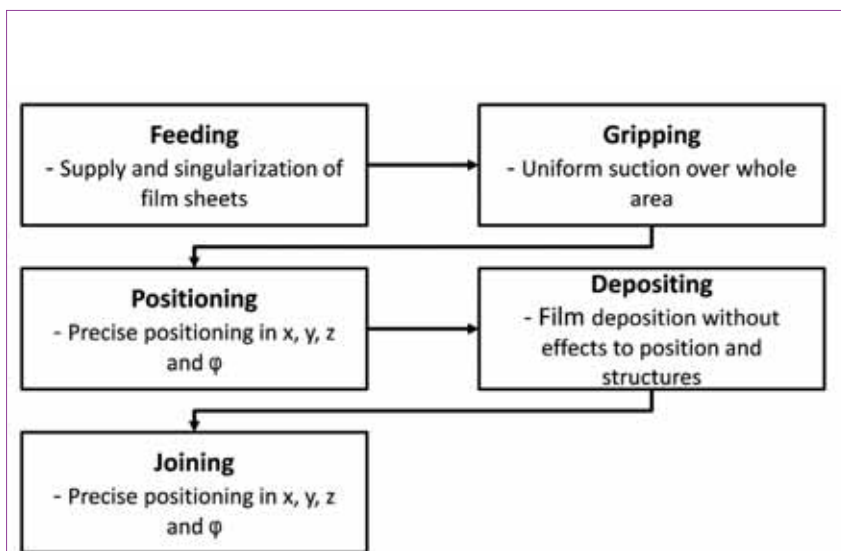 Feeding
- Supply and singularization of
film sheets
Gripping
- Uniform suction over whole
area
Positioning
- Precise positioning in x, y, z
and φ
Depositing
- Film deposition without
effects to position and
structures
Joining
- Precise positioning in x, y, z
and φ